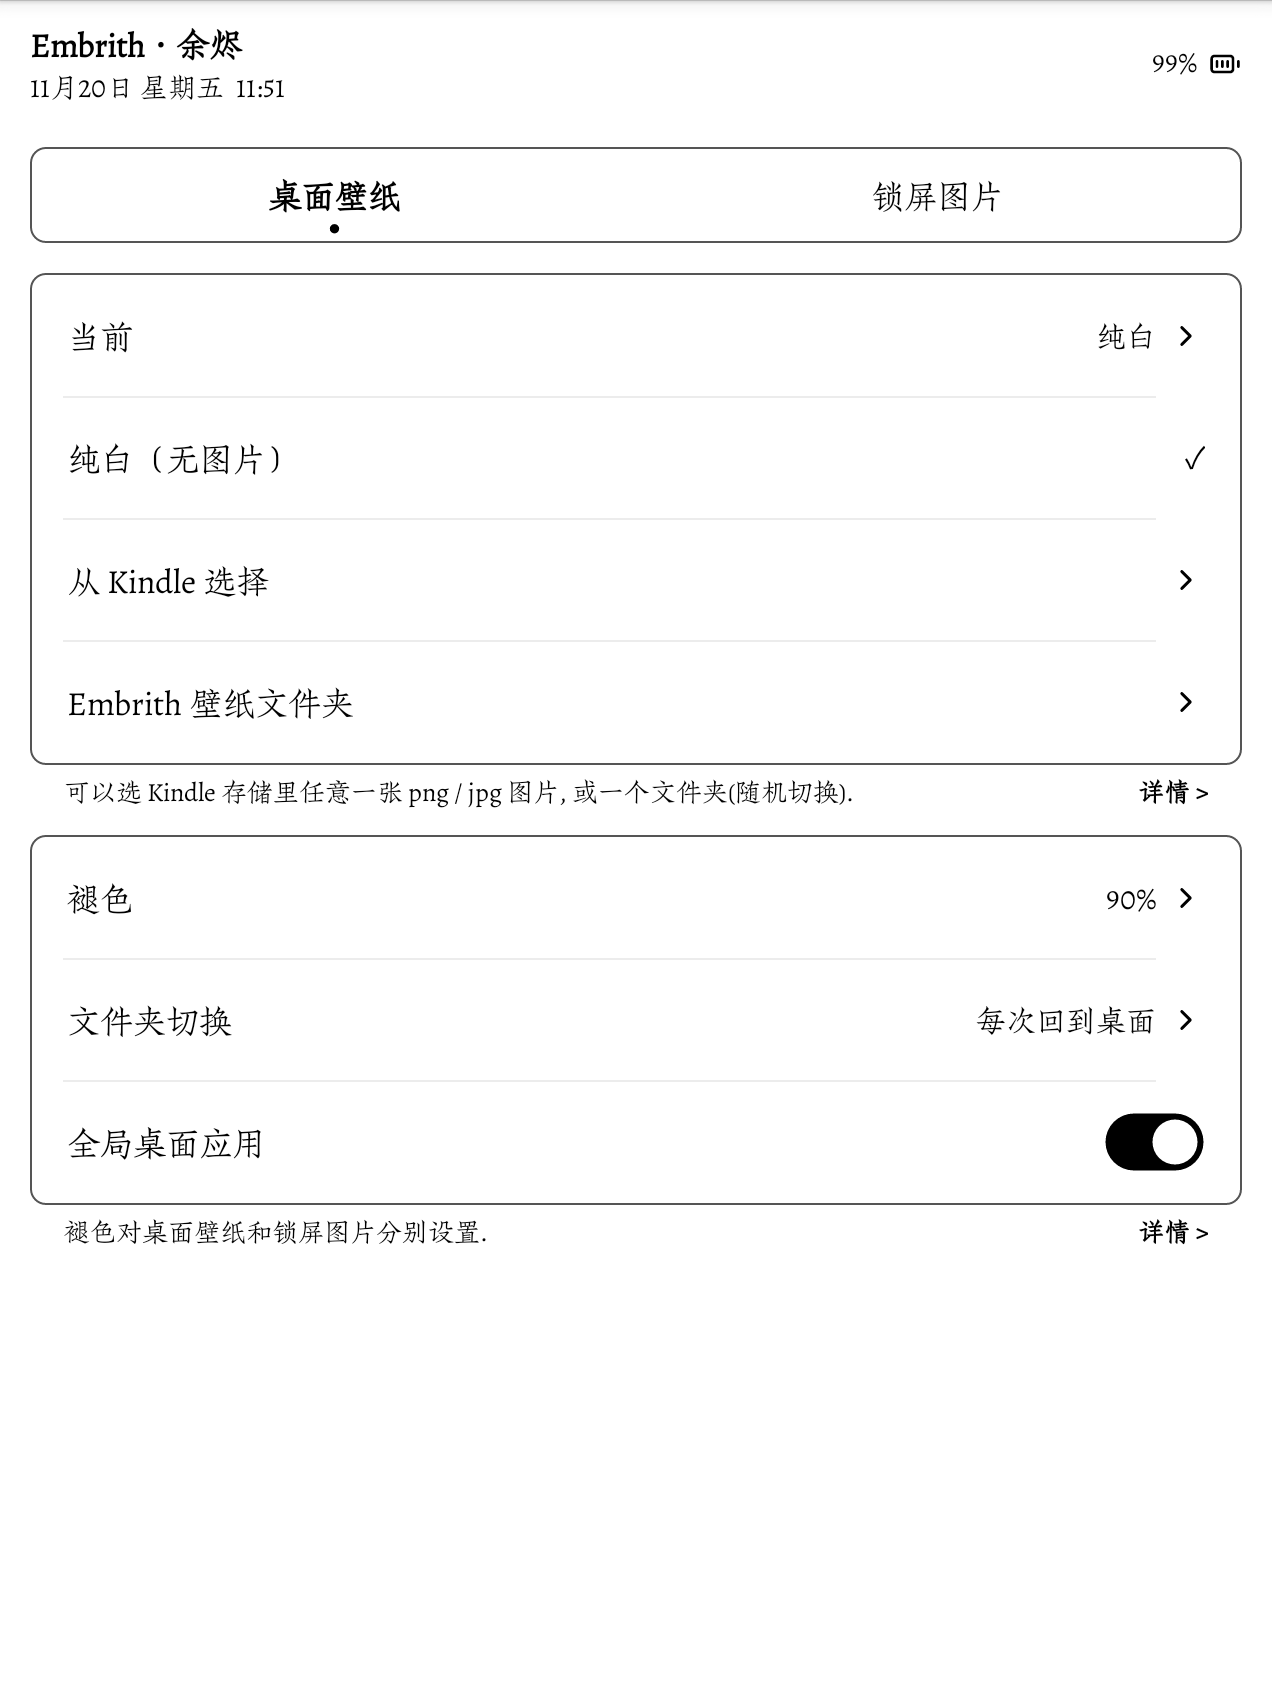 Embrith · 余烬
11月20日 星期五 11:51
99%
桌面壁纸
锁屏图片
当前
纯白
纯白（无图片）
从 Kindle 选择
Embrith 壁纸文件夹
可以选 Kindle 存储里任意一张 png / jpg 图片, 或一个文件夹(随机切换).
详情 >
褪色
90%
文件夹切换
每次回到桌面
全局桌面应用
褪色对桌面壁纸和锁屏图片分别设置.
详情 >